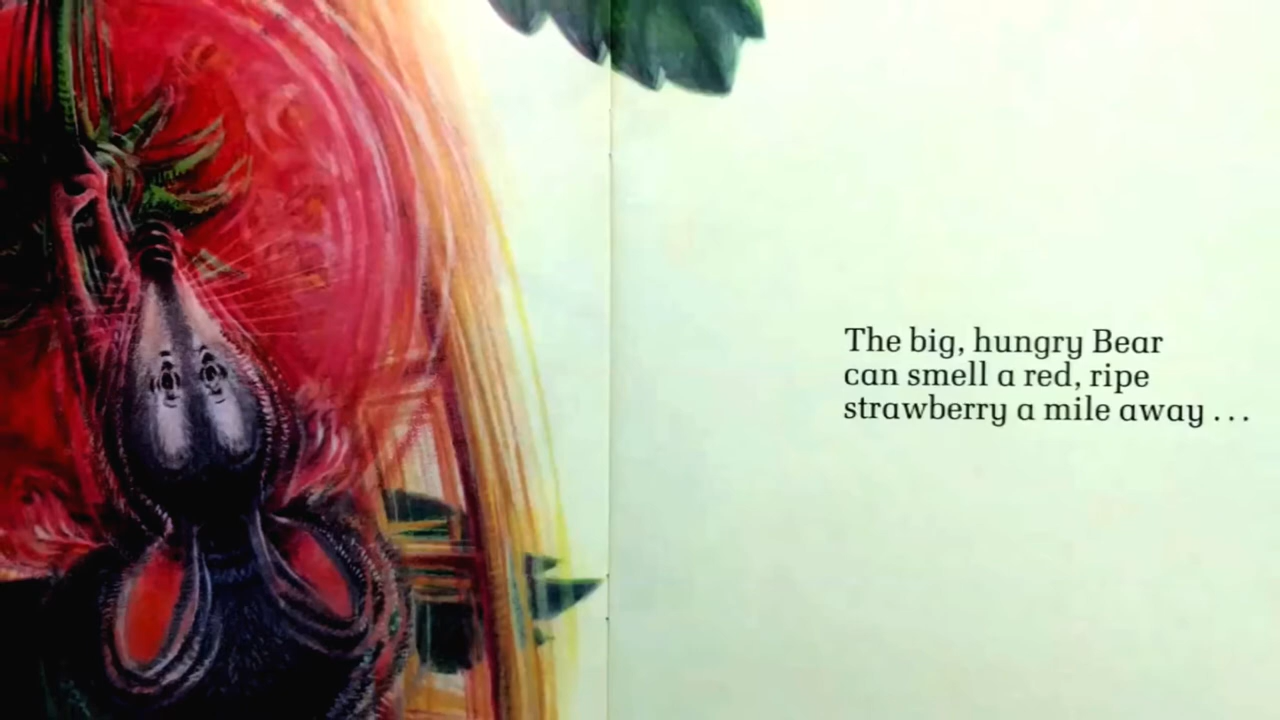 The big, hungry Bear
can smell a red, ripe
strawberry a mile away . . .